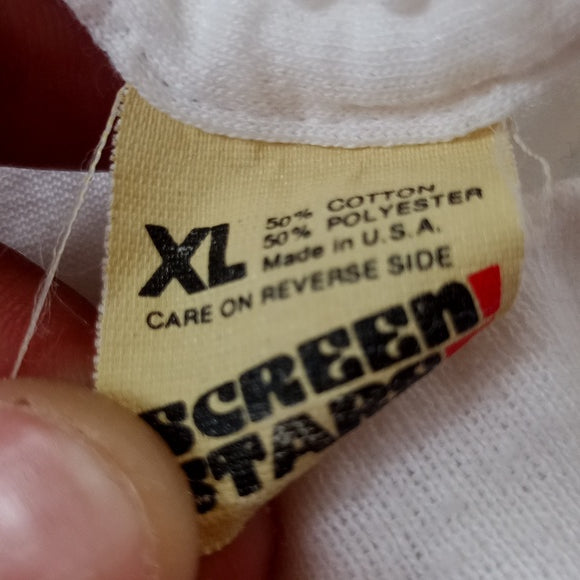 XL
50% COTTON
50% POLYESTER
Made in U.S.A.
CARE ON REVERSE SIDE
SCREEN
STARS